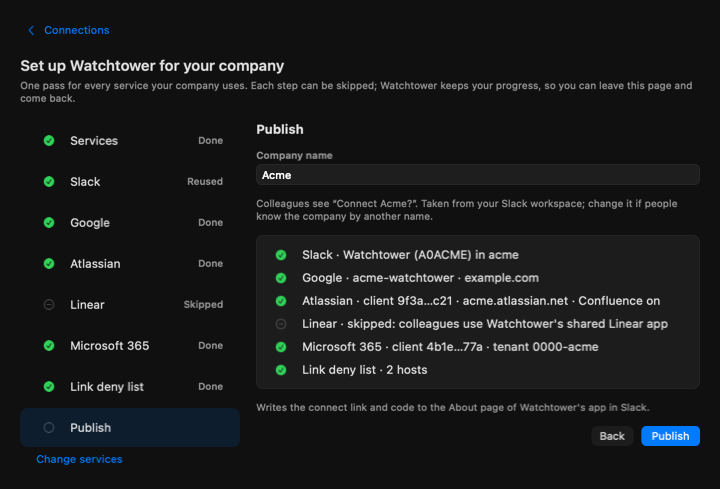 Connections
Set up Watchtower for your company
One pass for every service your company uses. Each step can be skipped; Watchtower keeps your progress, so you can leave this page and
come back.
Services Done
Slack Reused
Google Done
Atlassian Done
Linear Skipped
Microsoft 365 Done
Link deny list Done
Publish
Change services
Publish
Company name
Acme
Colleagues see “Connect Acme?”. Taken from your Slack workspace; change it if people
know the company by another name.
Slack · Watchtower (A0ACME) in acme
Google · acme-watchtower · example.com
Atlassian · client 9f3a…c21 · acme.atlassian.net · Confluence on
Linear · skipped: colleagues use Watchtower's shared Linear app
Microsoft 365 · client 4b1e…77a · tenant 0000-acme
Link deny list · 2 hosts
Writes the connect link and code to the About page of Watchtower's app in Slack.
Back Publish